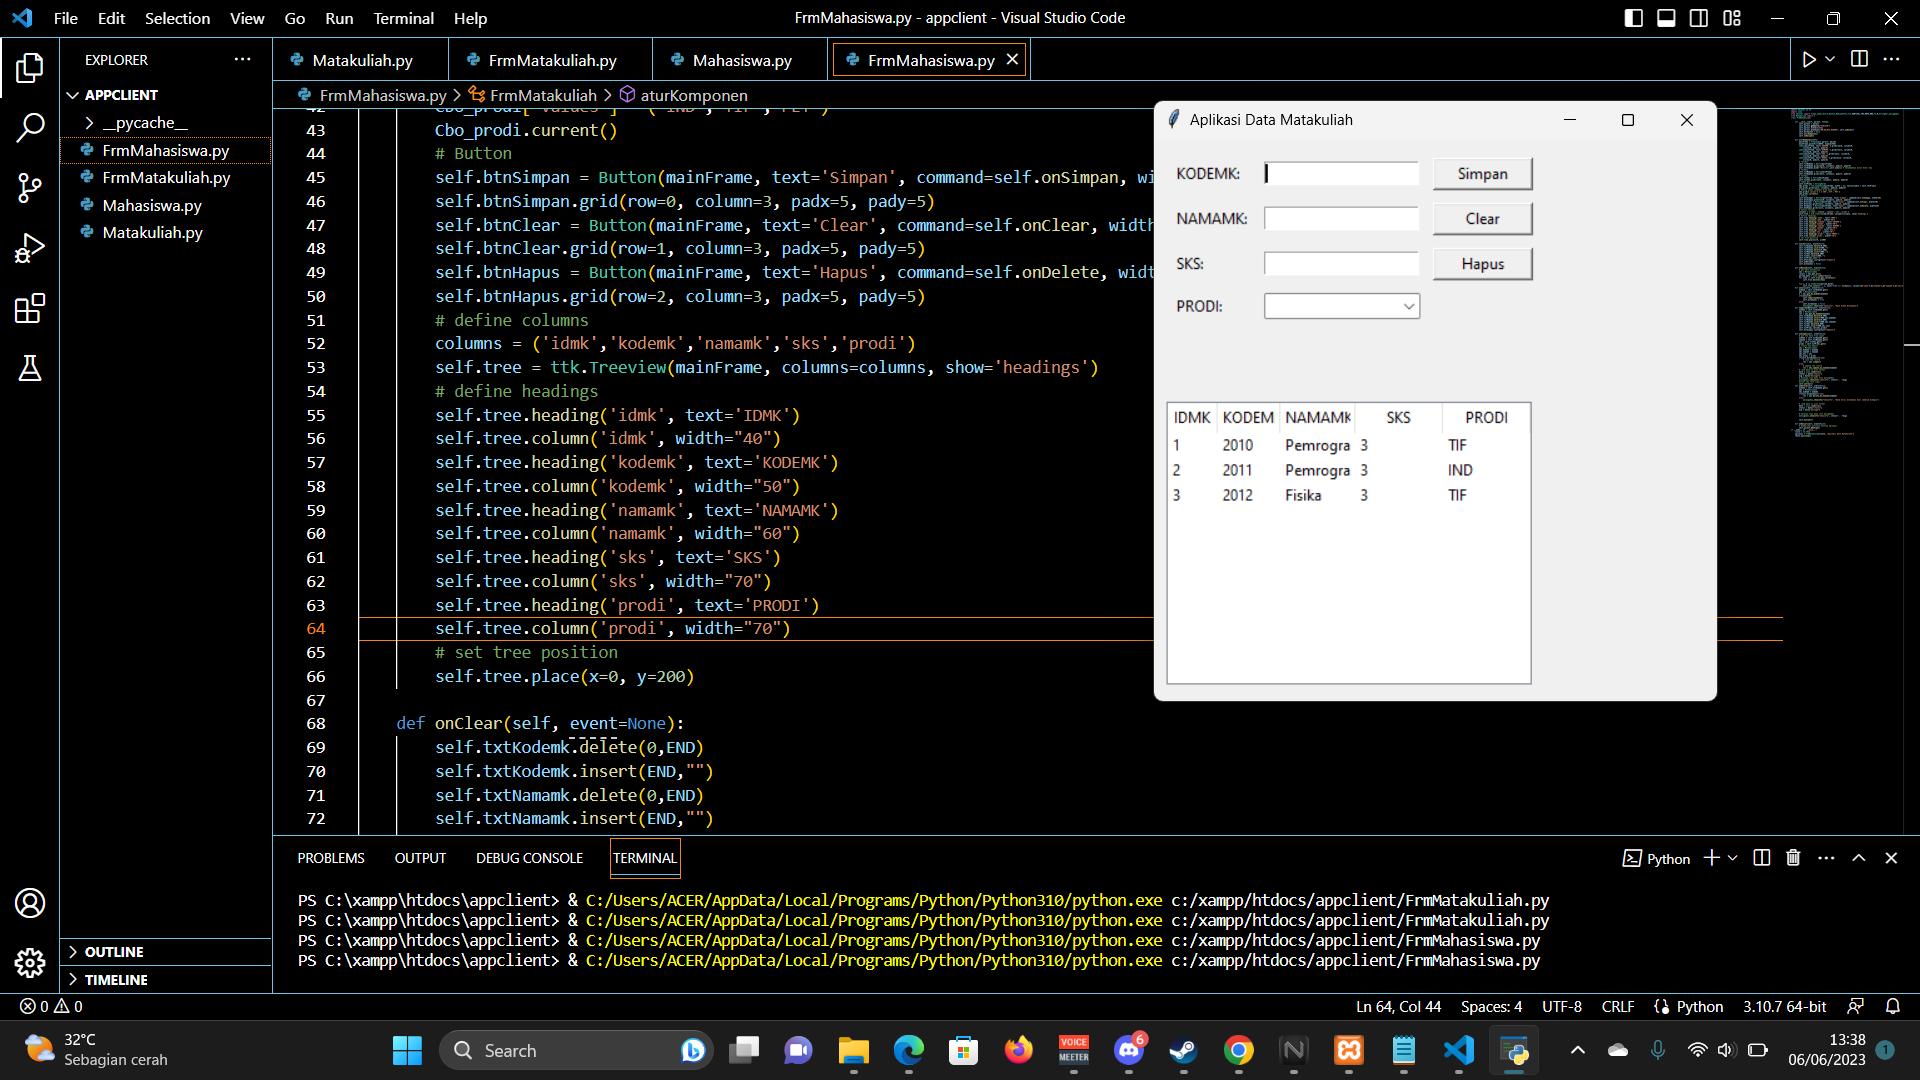 File Edit Selection View Go Run Terminal Help
FrmMahasiswa.py - appclient - Visual Studio Code
EXPLORER
APPCLIENT
__pycache__
FrmMahasiswa.py
FrmMatakuliah.py
Mahasiswa.py
Matakuliah.py
OUTLINE
TIMELINE
Matakuliah.py FrmMatakuliah.py Mahasiswa.py FrmMahasiswa.py
FrmMahasiswa.py > FrmMatakuliah > aturKomponen
43 Cbo_prodi.current()
44 # Button
45 self.btnSimpan = Button(mainFrame, text='Simpan', command=self.onSimpan, wi
46 self.btnSimpan.grid(row=0, column=3, padx=5, pady=5)
47 self.btnClear = Button(mainFrame, text='Clear', command=self.onClear, width
48 self.btnClear.grid(row=1, column=3, padx=5, pady=5)
49 self.btnHapus = Button(mainFrame, text='Hapus', command=self.onDelete, widt
50 self.btnHapus.grid(row=2, column=3, padx=5, pady=5)
51 # define columns
52 columns = ('idmk','kodemk','namamk','sks','prodi')
53 self.tree = ttk.Treeview(mainFrame, columns=columns, show='headings')
54 # define headings
55 self.tree.heading('idmk', text='IDMK')
56 self.tree.column('idmk', width="40")
57 self.tree.heading('kodemk', text='KODEMK')
58 self.tree.column('kodemk', width="50")
59 self.tree.heading('namamk', text='NAMAMK')
60 self.tree.column('namamk', width="60")
61 self.tree.heading('sks', text='SKS')
62 self.tree.column('sks', width="70")
63 self.tree.heading('prodi', text='PRODI')
64 self.tree.column('prodi', width="70")
65 # set tree position
66 self.tree.place(x=0, y=200)
67
68 def onClear(self, event=None):
69 self.txtKodemk.delete(0,END)
70 self.txtKodemk.insert(END,"")
71 self.txtNamamk.delete(0,END)
72 self.txtNamamk.insert(END,"")
Aplikasi Data Matakuliah
KODEMK: Simpan
NAMAMK: Clear
SKS: Hapus
PRODI:
IDMK KODEM NAMAMK SKS PRODI
1 2010 Pemrogra 3 TIF
2 2011 Pemrogra 3 IND
3 2012 Fisika 3 TIF
PROBLEMS OUTPUT DEBUG CONSOLE TERMINAL
Python
PS C:\xampp\htdocs\appclient> & C:/Users/ACER/AppData/Local/Programs/Python/Python310/python.exe c:/xampp/htdocs/appclient/FrmMatakuliah.py
PS C:\xampp\htdocs\appclient> & C:/Users/ACER/AppData/Local/Programs/Python/Python310/python.exe c:/xampp/htdocs/appclient/FrmMatakuliah.py
PS C:\xampp\htdocs\appclient> & C:/Users/ACER/AppData/Local/Programs/Python/Python310/python.exe c:/xampp/htdocs/appclient/FrmMahasiswa.py
PS C:\xampp\htdocs\appclient> & C:/Users/ACER/AppData/Local/Programs/Python/Python310/python.exe c:/xampp/htdocs/appclient/FrmMahasiswa.py
0 0
Ln 64, Col 44 Spaces: 4 UTF-8 CRLF Python 3.10.7 64-bit
32°C
Sebagian cerah
Search
VOICE
MEETER
6
13:38
06/06/2023
1